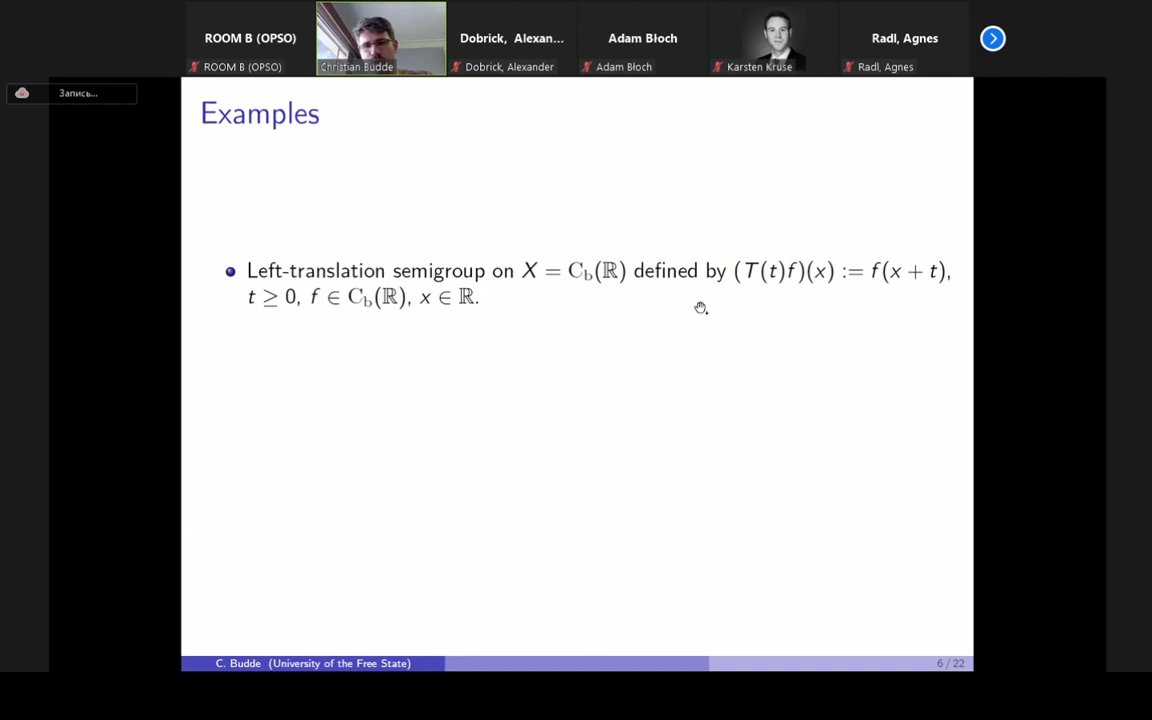 ROOM B (OPSO)
Dobrick, Alexan...
Adam Błoch
Radl, Agnes
ROOM B (OPSO)
Christian Budde
Dobrick, Alexander
Adam Błoch
Karsten Kruse
Radl, Agnes
Запись...
Examples
Left-translation semigroup on X = C_b(ℝ) defined by (T(t)f)(x) := f(x + t),
t ≥ 0, f ∈ C_b(ℝ), x ∈ ℝ.
C. Budde (University of the Free State)
6 / 22